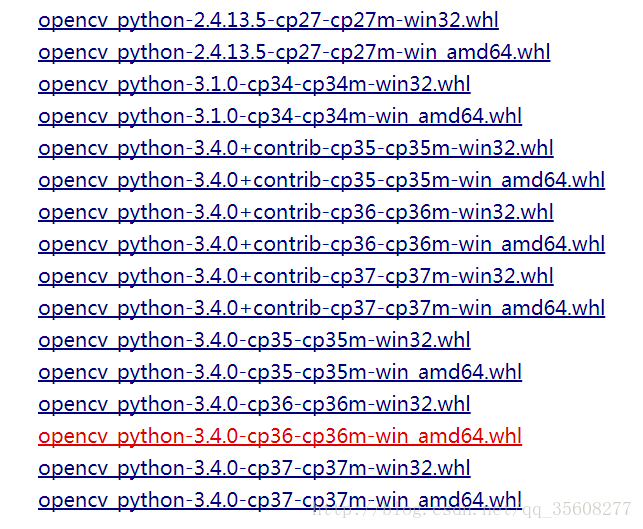 opencv_python-2.4.13.5-cp27-cp27m-win32.whl
opencv_python-2.4.13.5-cp27-cp27m-win_amd64.whl
opencv_python-3.1.0-cp34-cp34m-win32.whl
opencv_python-3.1.0-cp34-cp34m-win_amd64.whl
opencv_python-3.4.0+contrib-cp35-cp35m-win32.whl
opencv_python-3.4.0+contrib-cp35-cp35m-win_amd64.whl
opencv_python-3.4.0+contrib-cp36-cp36m-win32.whl
opencv_python-3.4.0+contrib-cp36-cp36m-win_amd64.whl
opencv_python-3.4.0+contrib-cp37-cp37m-win32.whl
opencv_python-3.4.0+contrib-cp37-cp37m-win_amd64.whl
opencv_python-3.4.0-cp35-cp35m-win32.whl
opencv_python-3.4.0-cp35-cp35m-win_amd64.whl
opencv_python-3.4.0-cp36-cp36m-win32.whl
opencv_python-3.4.0-cp36-cp36m-win_amd64.whl
opencv_python-3.4.0-cp37-cp37m-win32.whl
opencv_python-3.4.0-cp37-cp37m-win_amd64.whl
http://blog.csdn.net/qq_35608277